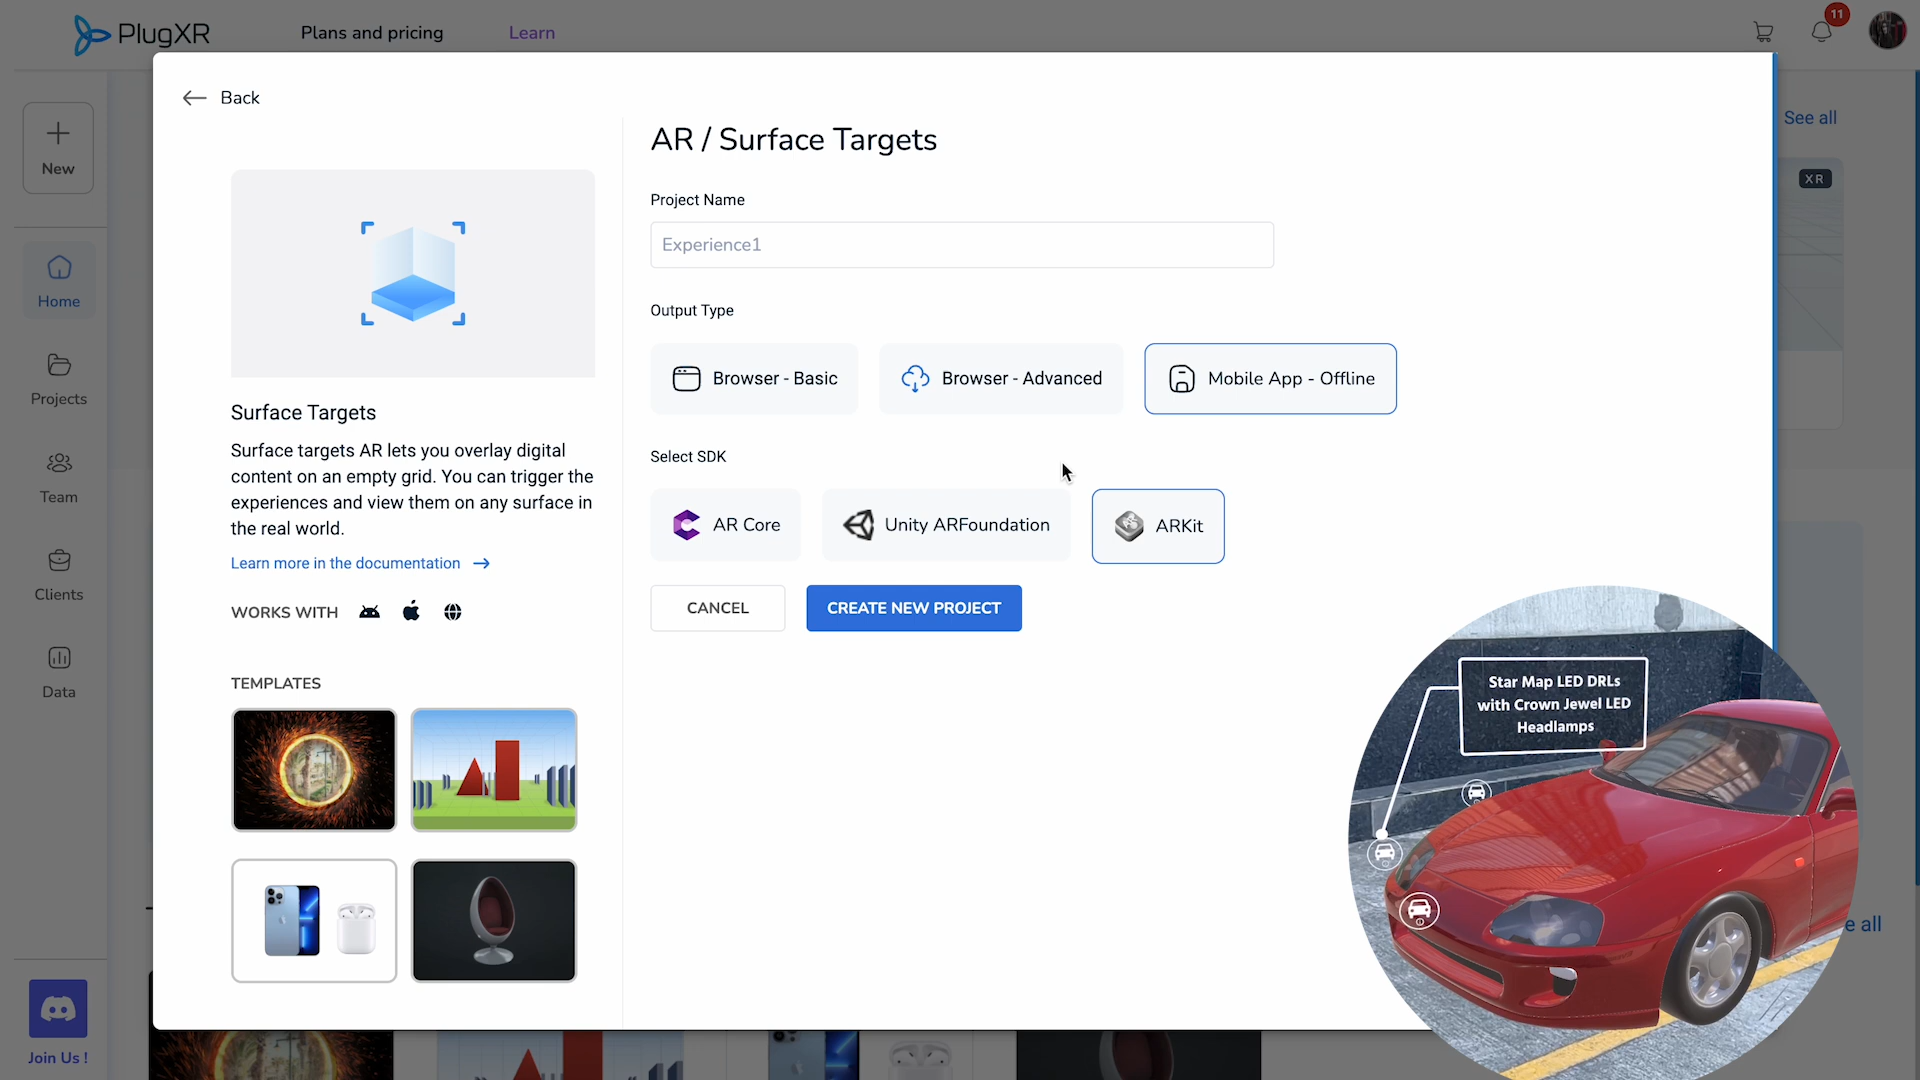 PlugXR
Plans and pricing
Learn
11
New
Home
Projects
Team
Clients
Data
Join Us !
See all
XR
Back
Surface Targets
Surface targets AR lets you overlay digital
content on an empty grid. You can trigger the
experiences and view them on any surface in
the real world.
Learn more in the documentation
WORKS WITH
TEMPLATES
AR / Surface Targets
Project Name
Experience1
Output Type
Browser - Basic
Browser - Advanced
Mobile App - Offline
Select SDK
AR Core
Unity ARFoundation
ARKit
CANCEL
CREATE NEW PROJECT
Star Map LED DRLs
with Crown Jewel LED
Headlamps
e all